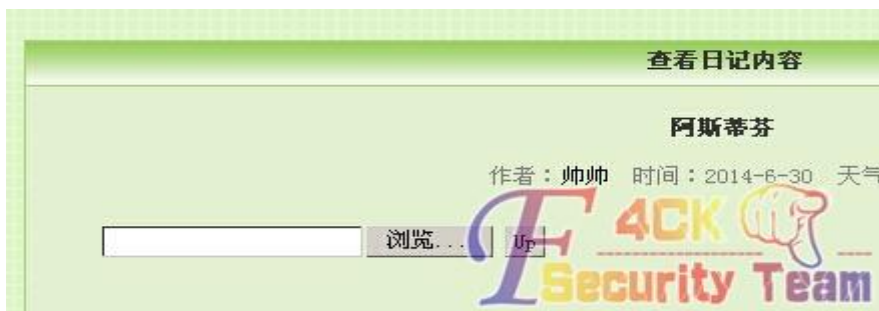 查看日记内容
阿斯蒂芬
作者：帅帅 时间：2014-6-30 天气
浏览... Up
F4CK
Security Team